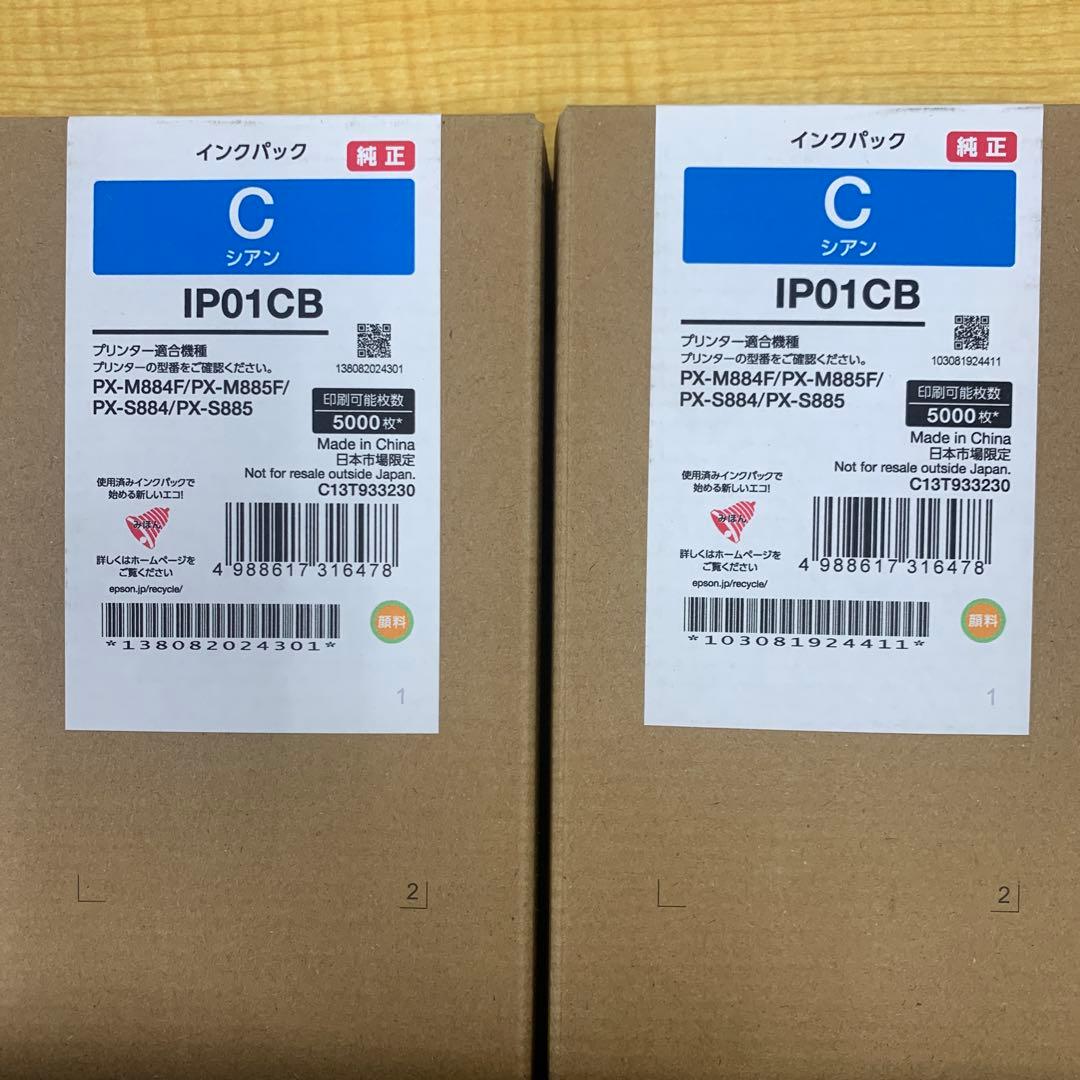 インクパック
純正
C
シアン
IP01CB
プリンター適合機種
プリンターの型番をご確認ください。
PX-M884F/PX-M885F/
PX-S884/PX-S885
138082024301
印刷可能枚数
5000枚*
Made in China
日本市場限定
Not for resale outside Japan.
C13T933230
使用済みインクパックで
始める新しいエコ!
みほん
詳しくはホームページを
ご覧ください
epson.jp/recycle/
4 988617 316478
*138082024301*
顔料
1
2
インクパック
純正
C
シアン
IP01CB
プリンター適合機種
プリンターの型番をご確認ください。
PX-M884F/PX-M885F/
PX-S884/PX-S885
103081924411
印刷可能枚数
5000枚*
Made in China
日本市場限定
Not for resale outside Japan.
C13T933230
使用済みインクパックで
始める新しいエコ!
みほん
詳しくはホームページを
ご覧ください
epson.jp/recycle/
4 988617 316478
*103081924411*
顔料
1
2